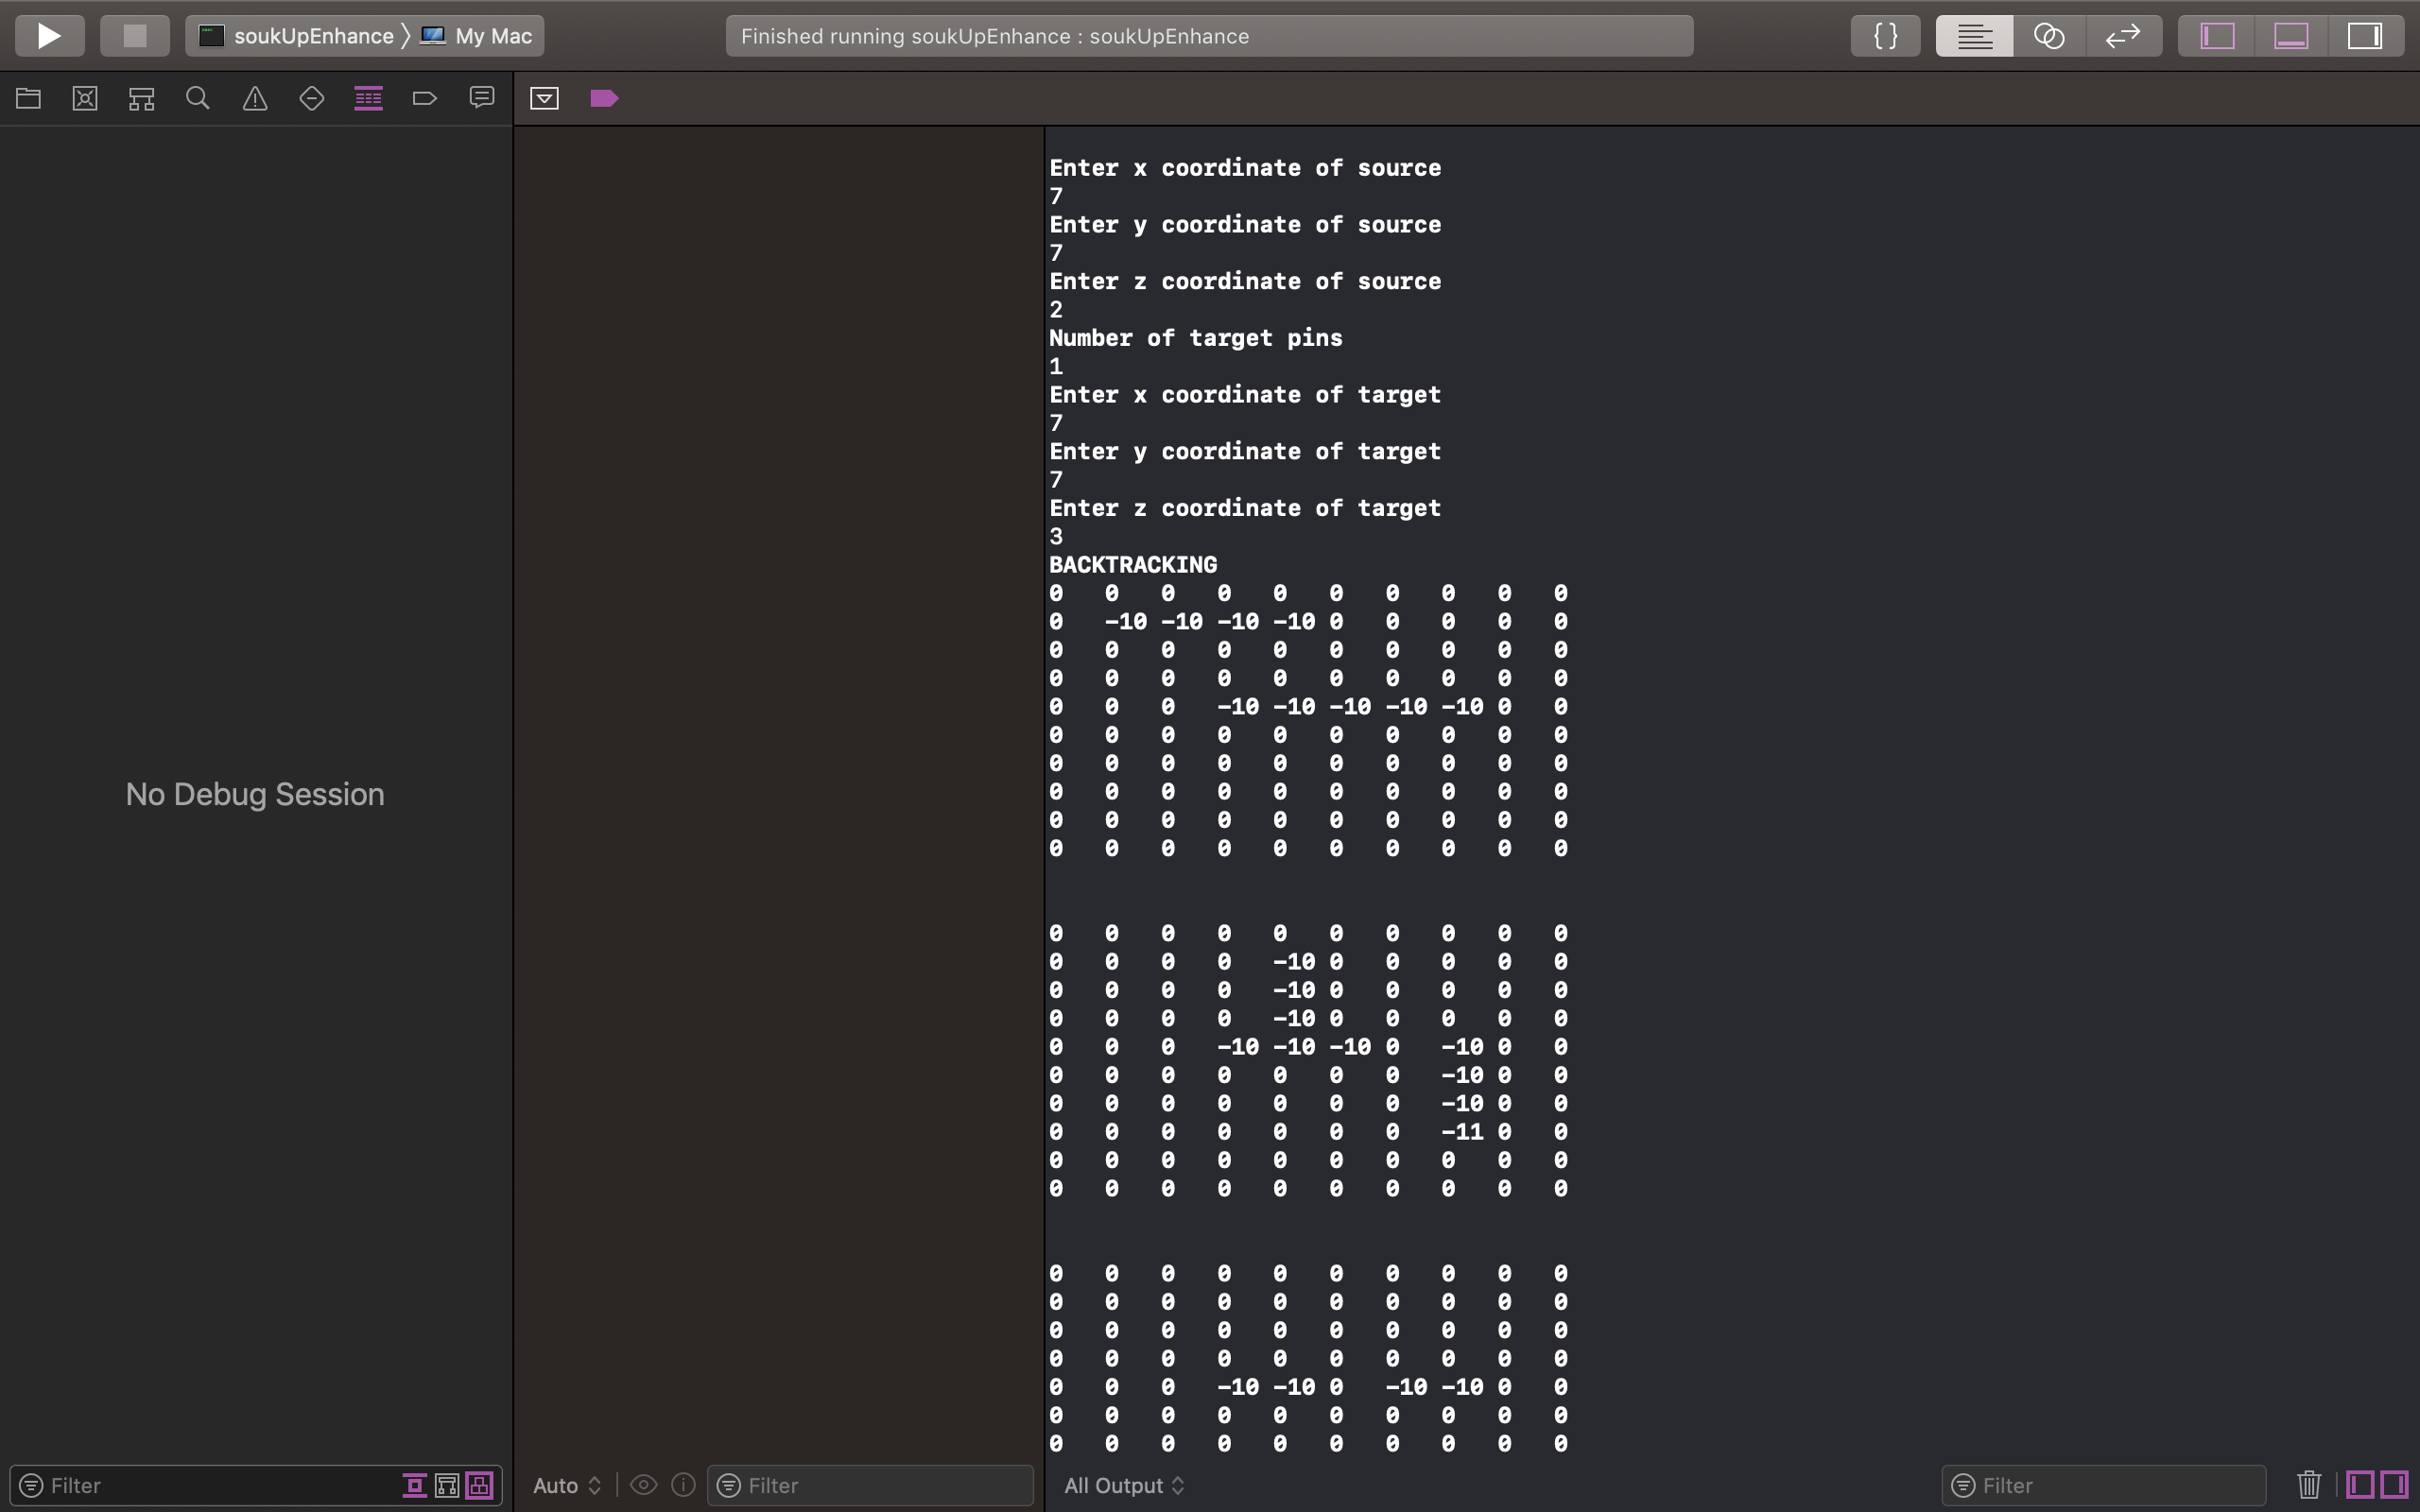 soukUpEnhance 〉 My Mac
Finished running soukUpEnhance : soukUpEnhance
{ }
Enter x coordinate of source
7
Enter y coordinate of source
7
Enter z coordinate of source
2
Number of target pins
1
Enter x coordinate of target
7
Enter y coordinate of target
7
Enter z coordinate of target
3
BACKTRACKING
0 0 0 0 0 0 0 0 0 0
0 -10 -10 -10 -10 0 0 0 0 0
0 0 0 0 0 0 0 0 0 0
0 0 0 0 0 0 0 0 0 0
0 0 0 -10 -10 -10 -10 -10 0 0
0 0 0 0 0 0 0 0 0 0
0 0 0 0 0 0 0 0 0 0
0 0 0 0 0 0 0 0 0 0
0 0 0 0 0 0 0 0 0 0
0 0 0 0 0 0 0 0 0 0
0 0 0 0 0 0 0 0 0 0
0 0 0 0 -10 0 0 0 0 0
0 0 0 0 -10 0 0 0 0 0
0 0 0 0 -10 0 0 0 0 0
0 0 0 -10 -10 -10 0 -10 0 0
0 0 0 0 0 0 0 -10 0 0
0 0 0 0 0 0 0 -10 0 0
0 0 0 0 0 0 0 -11 0 0
0 0 0 0 0 0 0 0 0 0
0 0 0 0 0 0 0 0 0 0
0 0 0 0 0 0 0 0 0 0
0 0 0 0 0 0 0 0 0 0
0 0 0 0 0 0 0 0 0 0
0 0 0 0 0 0 0 0 0 0
0 0 0 -10 -10 0 -10 -10 0 0
0 0 0 0 0 0 0 0 0 0
0 0 0 0 0 0 0 0 0 0
No Debug Session
Filter
Auto
Filter
All Output
Filter